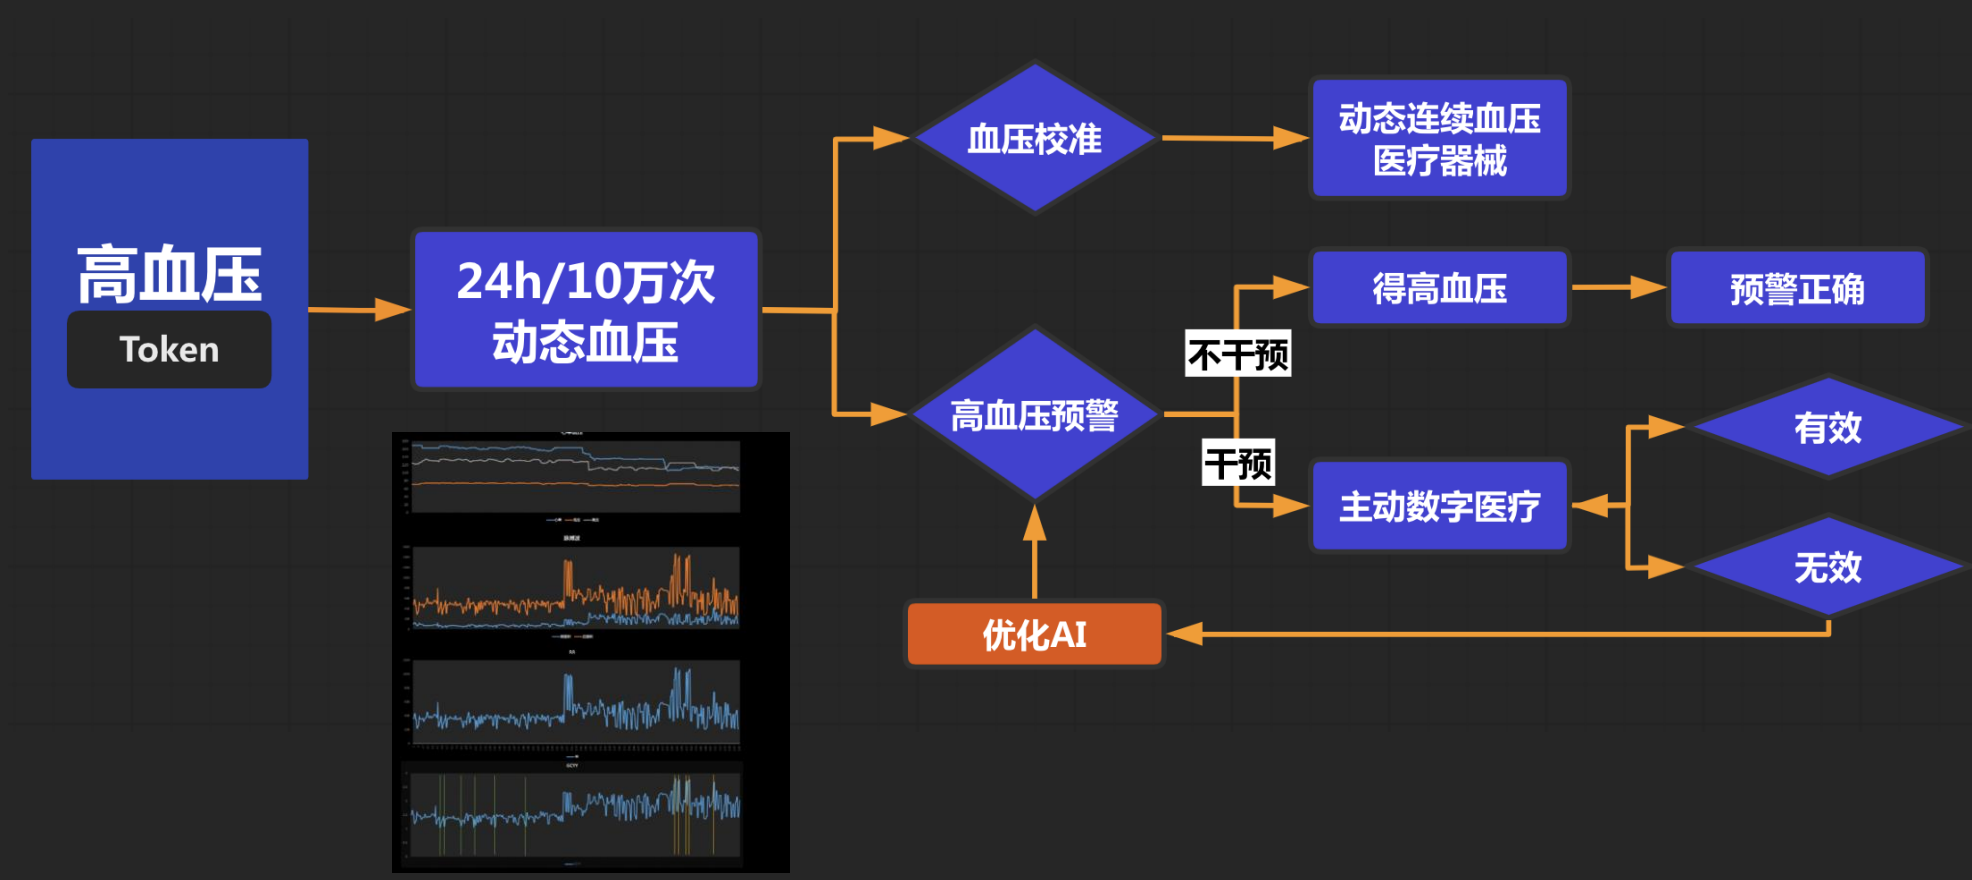 高血压
Token
24h/10万次
动态血压
血压校准
动态连续血压
医疗器械
高血压预警
不干预
得高血压
预警正确
干预
主动数字医疗
有效
无效
优化AI